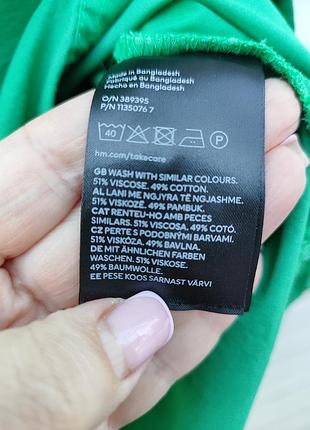 Made in Bangladesh
Fabriqué au Bangladesh
Hecho en Bangladesh
O/N 389395
P/N 1135076 7
40
P
hm.com/takecare
GB WASH WITH SIMILAR COLOURS.
51% VISCOSE. 49% COTTON.
AL LANI ME NGJYRA TË NGJASHME.
51% VISKOZË. 49% PAMBUK.
CAT RENTEU-HO AMB PECES
SIMILARS. 51% VISCOSA. 49% COTÓ.
CZ PERTE S PODOBNÝMI BARVAMI.
51% VISKÓZA. 49% BAVLNA.
DE MIT ÄHNLICHEN FARBEN
WASCHEN. 51% VISKOSE.
49% BAUMWOLLE.
EE PESE KOOS SARNAST VÄRVI